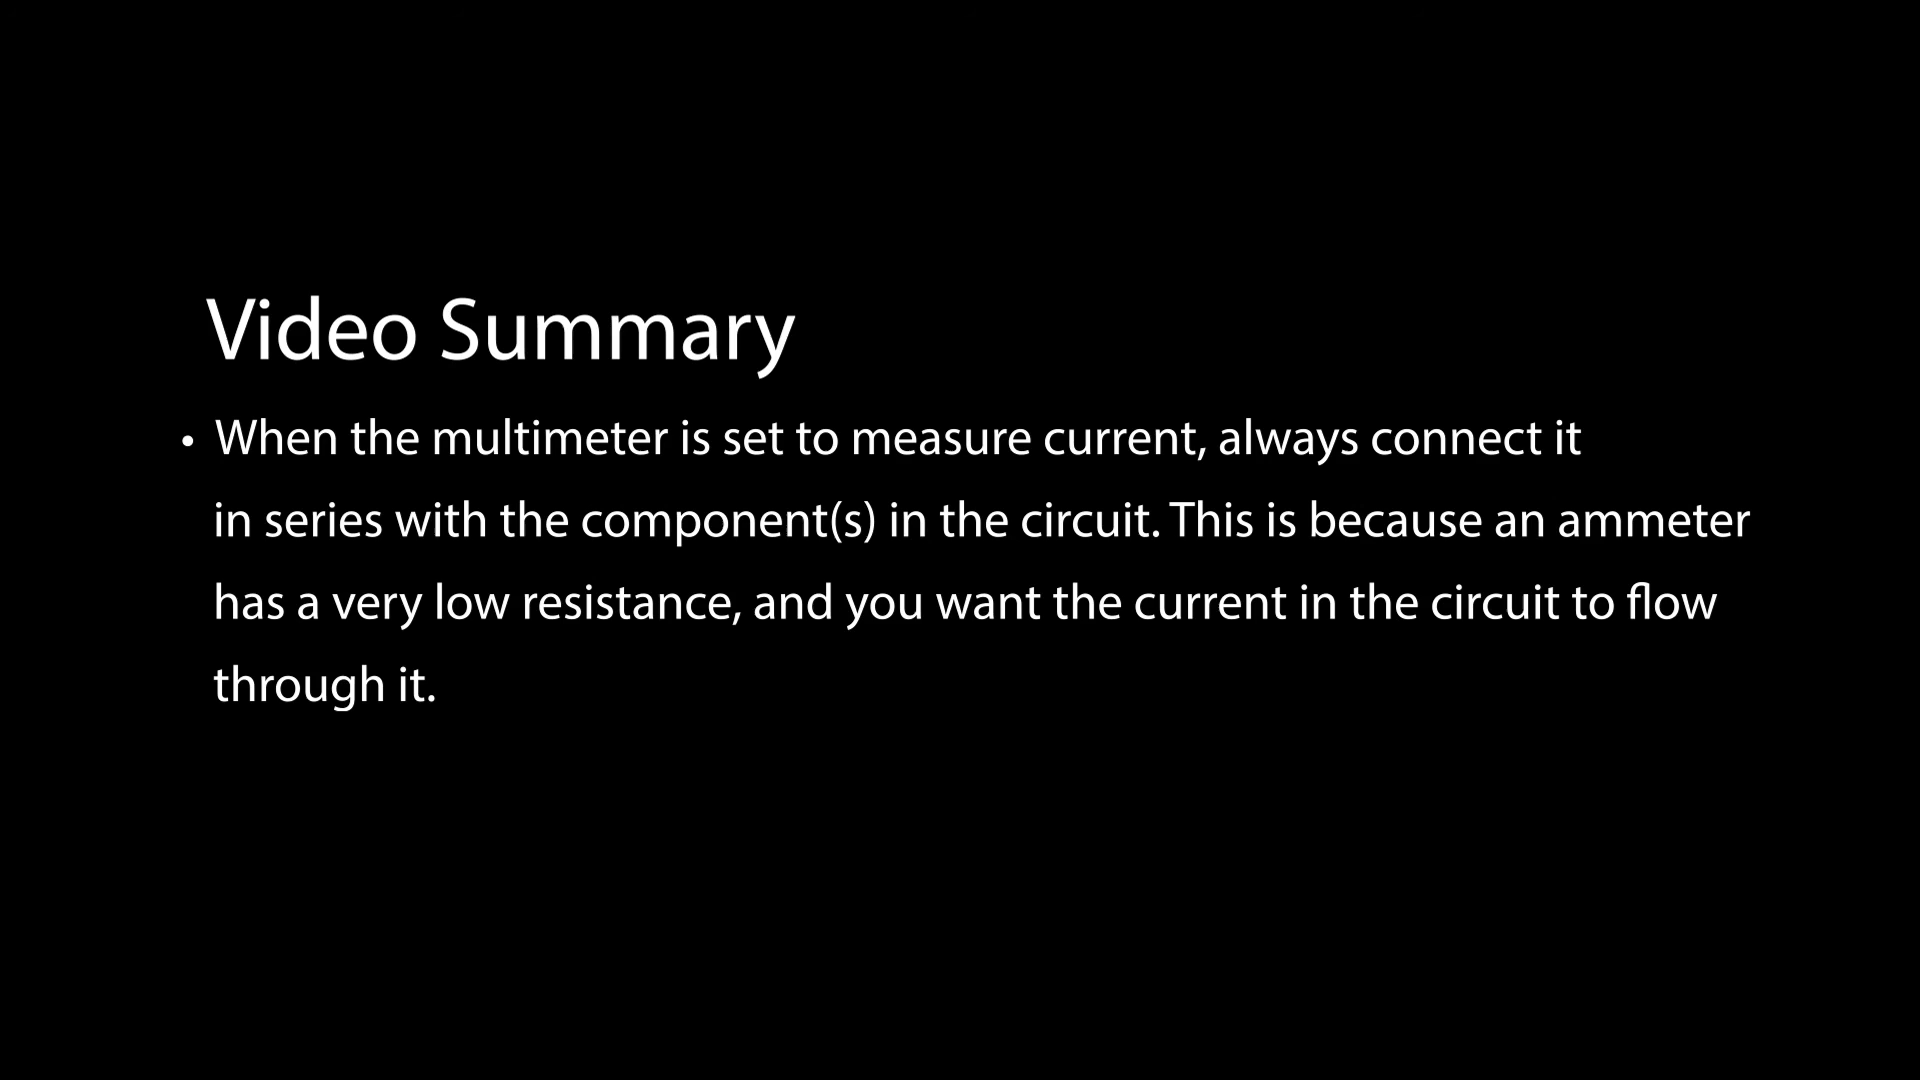 Video Summary
• When the multimeter is set to measure current, always connect it
in series with the component(s) in the circuit. This is because an ammeter
has a very low resistance, and you want the current in the circuit to flow
through it.